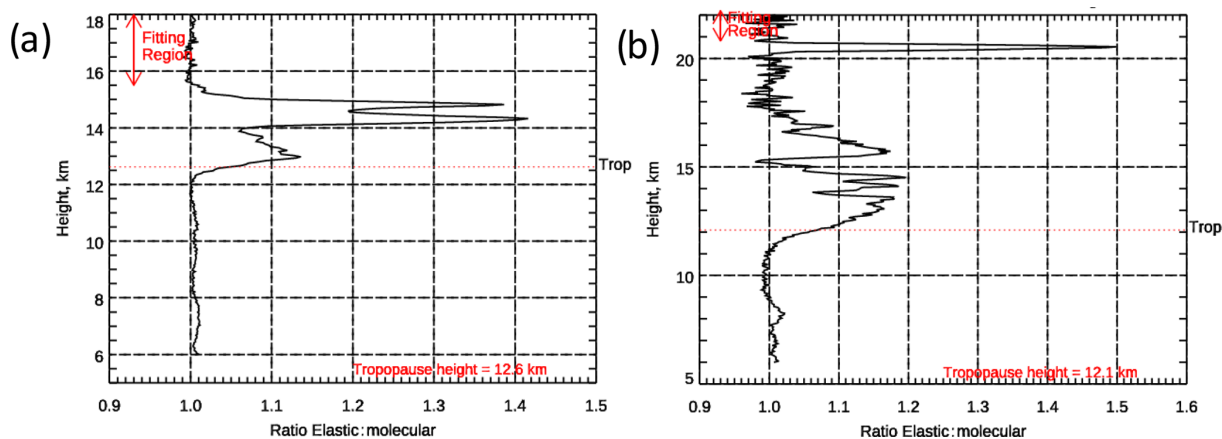 (a)
Fitting
Region
18
16
14
12
10
8
6
Height, km
Trop
Tropopause height = 12.6 km
0.9 1.0 1.1 1.2 1.3 1.4 1.5
Ratio Elastic:molecular
(b)
Fitting
Region
20
15
10
5
Height, km
Trop
Tropopause height = 12.1 km
0.9 1.0 1.1 1.2 1.3 1.4 1.5 1.6
Ratio Elastic:molecular